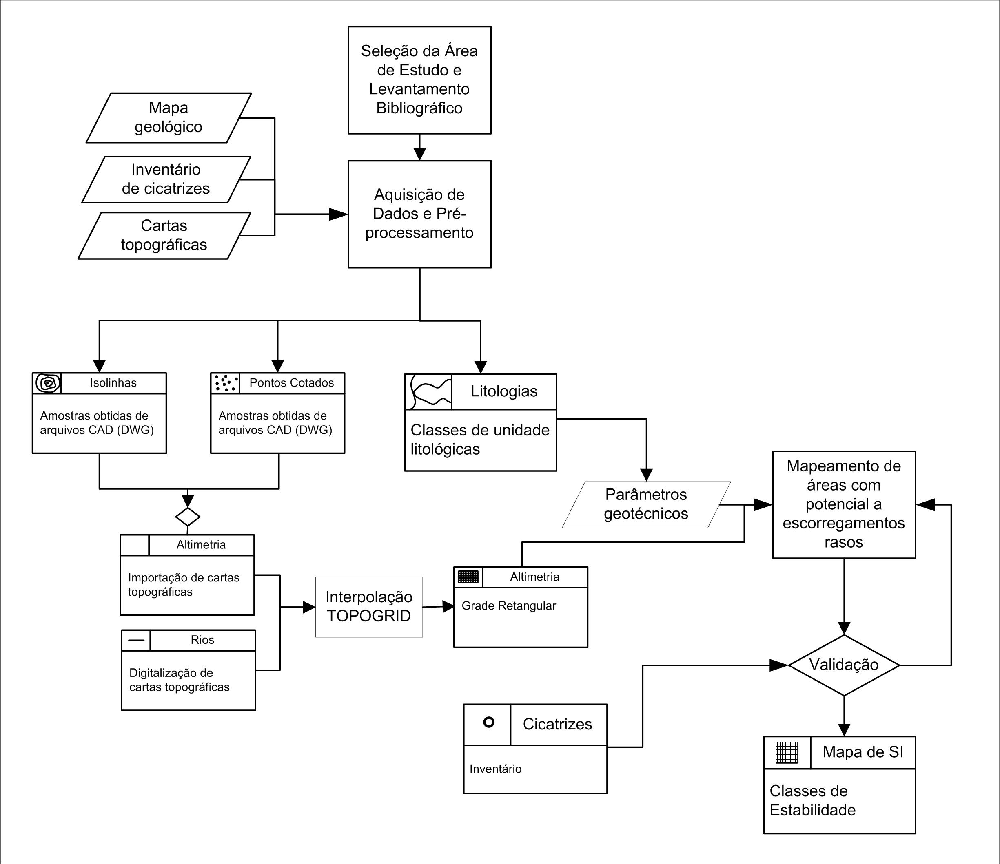 Seleção da Área
de Estudo e
Levantamento
Bibliográfico
Mapa
geológico
Inventário
de cicatrizes
Cartas
topográficas
Aquisição de
Dados e Pré-
processamento
Isolinhas
Amostras obtidas de
arquivos CAD (DWG)
Pontos Cotados
Amostras obtidas de
arquivos CAD (DWG)
Litologias
Classes de unidade
litológicas
Parâmetros
geotécnicos
Mapeamento de
áreas com
potencial a
escorregamentos
rasos
Altimetria
Importação de cartas
topográficas
Rios
Digitalização de
cartas topográficas
Interpolação
TOPOGRID
Altimetria
Grade Retangular
Validação
Cicatrizes
Inventário
Mapa de SI
Classes de
Estabilidade